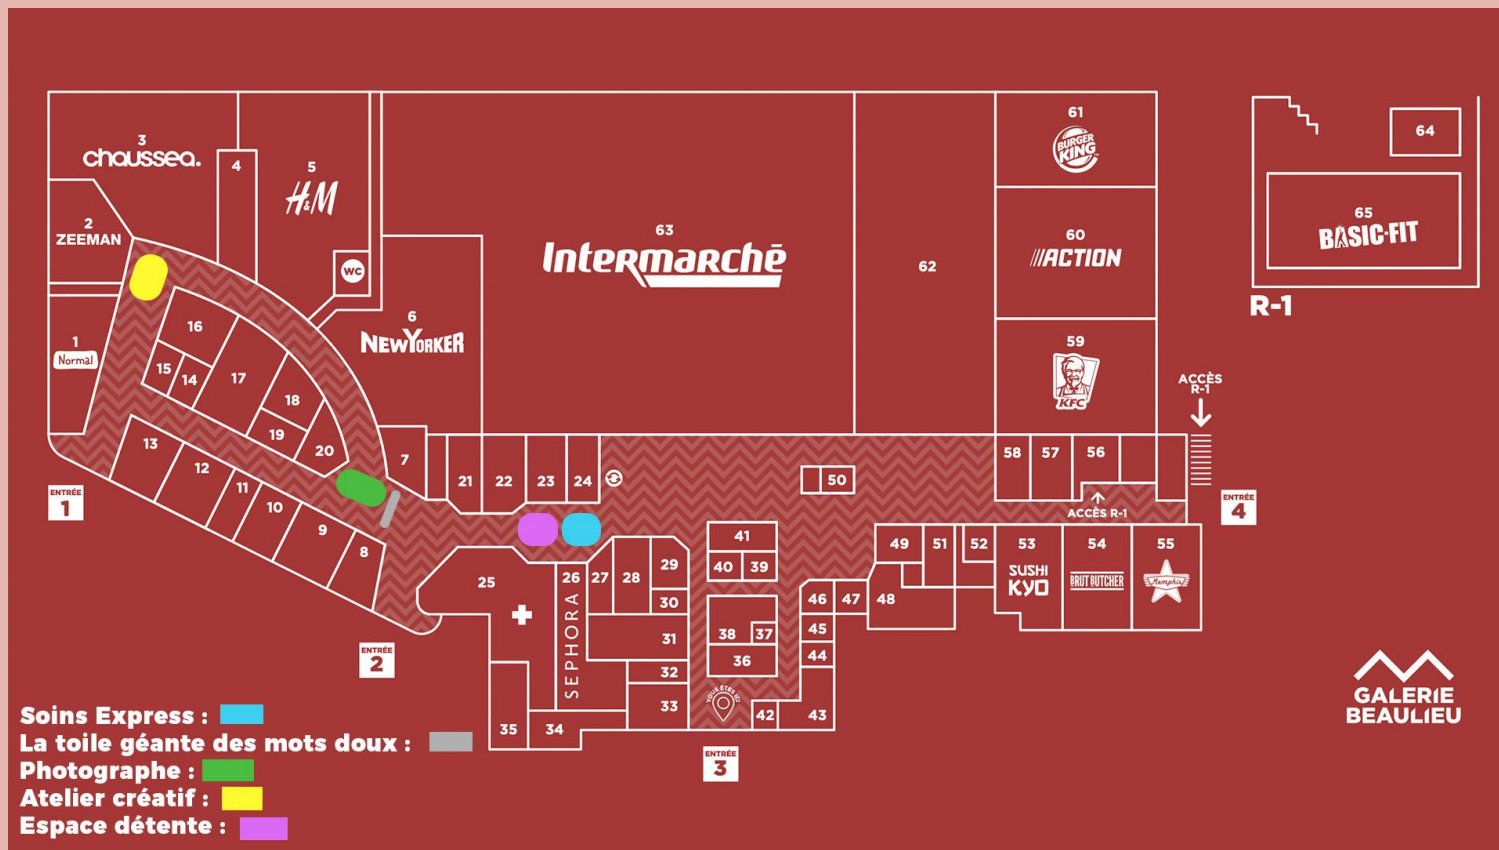 3
chaussea.
4
5
H&M
2
ZEEMAN
WC
1
Normal
6
NEWYORKER
63
Intermarchē
62
61
BURGER
KING
60
///ACTION
59
KFC
64
65
BASIC-FIT
R-1
ACCÈS
R-1
16
15
14
17
18
19
20
13
12
11
10
9
8
7
21
22
23
24
50
58
57
56
ACCÈS R-1
ENTRÉE
1
ENTRÉE
4
25
26
SEPHORA
27
28
29
30
31
32
33
34
35
41
40
39
38
37
36
VOUS ÊTES ICI
42
43
44
45
46
47
48
49
51
52
53
SUSHI
KYO
54
BRUT BUTCHER
55
Memphis
ENTRÉE
2
ENTRÉE
3
GALERIE
BEAULIEU
Soins Express :
La toile géante des mots doux :
Photographe :
Atelier créatif :
Espace détente :